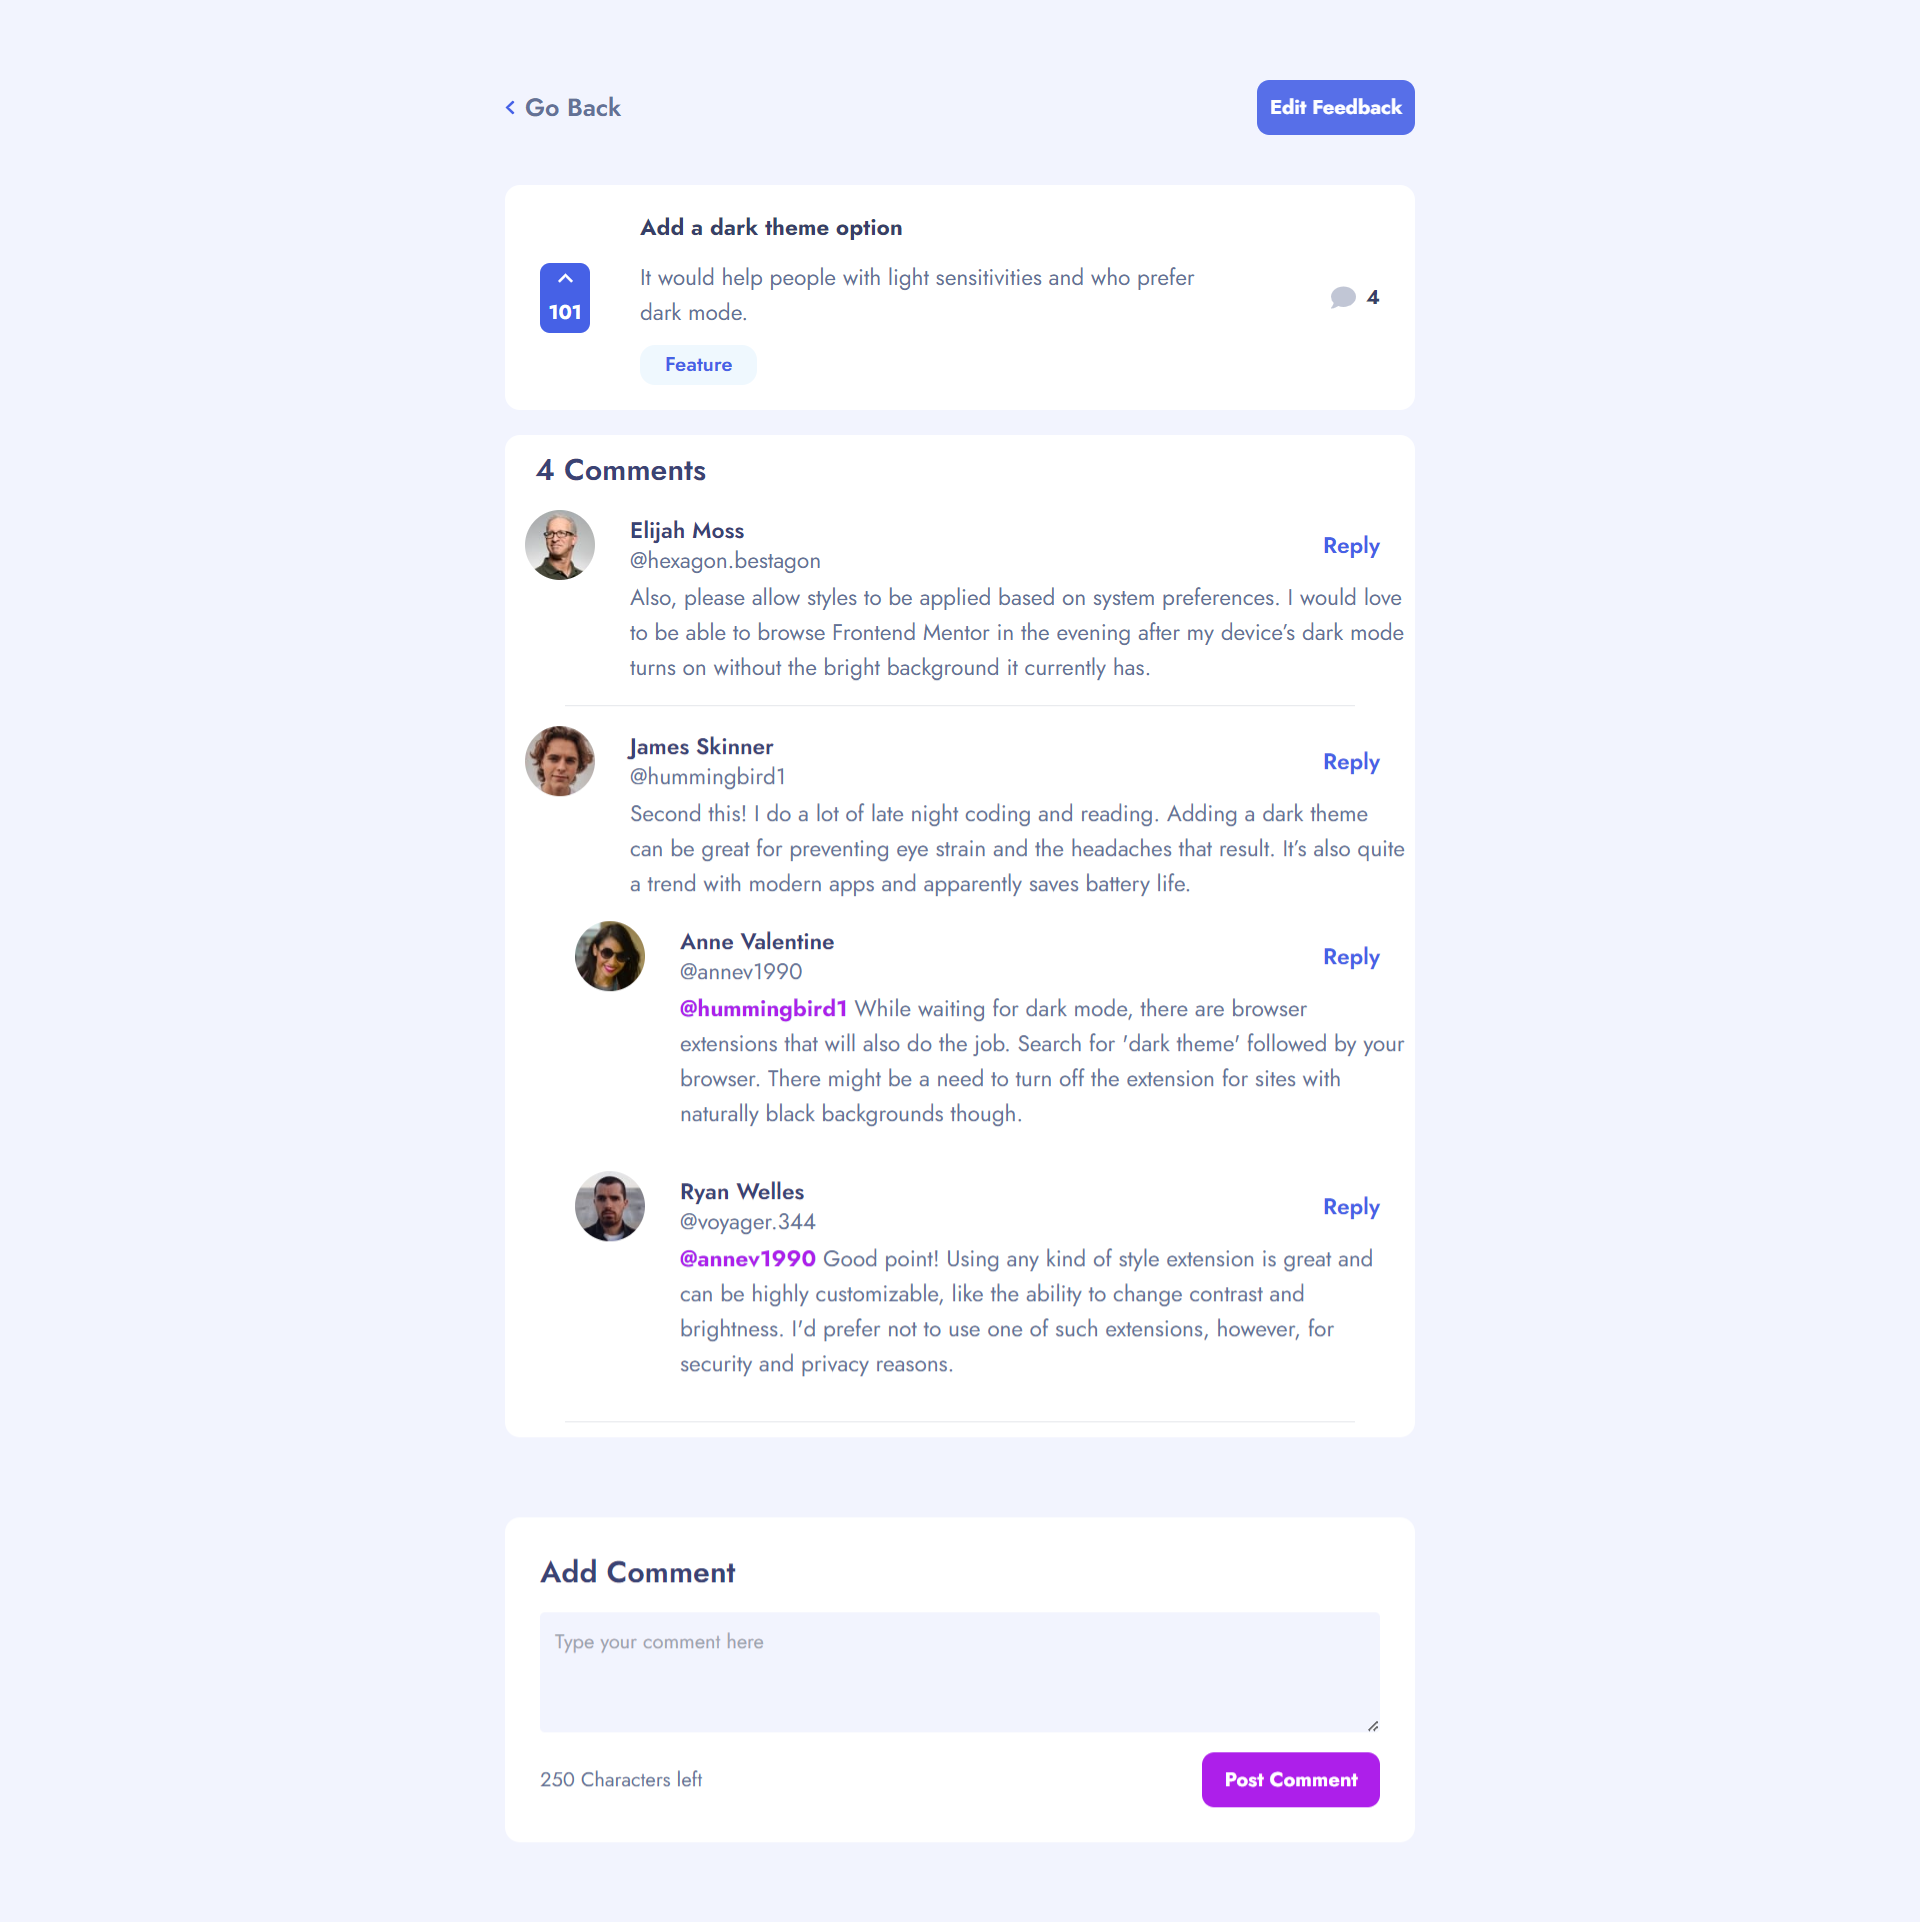 Go Back
Edit Feedback
Add a dark theme option
It would help people with light sensitivities and who prefer
dark mode.
101
4
Feature
4 Comments
Elijah Moss
@hexagon.bestagon
Reply
Also, please allow styles to be applied based on system preferences. I would love
to be able to browse Frontend Mentor in the evening after my device’s dark mode
turns on without the bright background it currently has.
James Skinner
@hummingbird1
Reply
Second this! I do a lot of late night coding and reading. Adding a dark theme
can be great for preventing eye strain and the headaches that result. It’s also quite
a trend with modern apps and apparently saves battery life.
Anne Valentine
@annev1990
Reply
@hummingbird1 While waiting for dark mode, there are browser
extensions that will also do the job. Search for 'dark theme' followed by your
browser. There might be a need to turn off the extension for sites with
naturally black backgrounds though.
Ryan Welles
@voyager.344
Reply
@annev1990 Good point! Using any kind of style extension is great and
can be highly customizable, like the ability to change contrast and
brightness. I'd prefer not to use one of such extensions, however, for
security and privacy reasons.
Add Comment
Type your comment here
250 Characters left
Post Comment